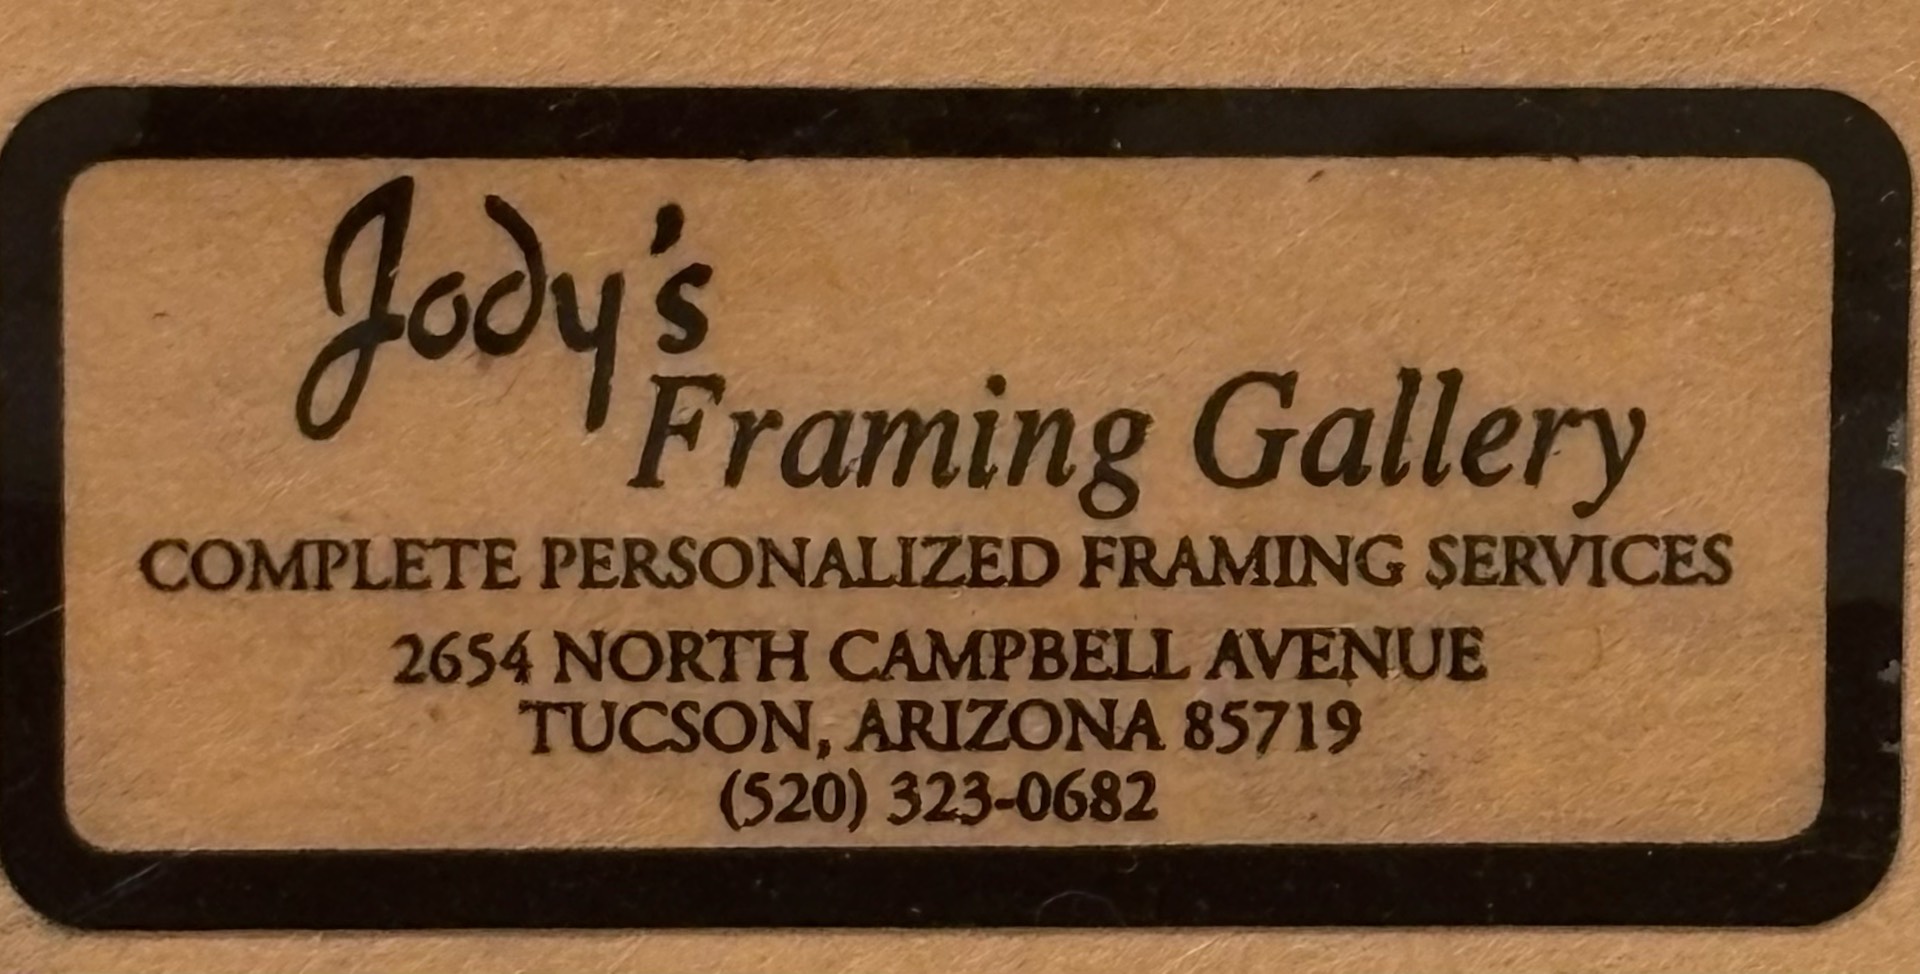 Jody's
Framing Gallery
COMPLETE PERSONALIZED FRAMING SERVICES
2654 NORTH CAMPBELL AVENUE
TUCSON, ARIZONA 85719
(520) 323-0682